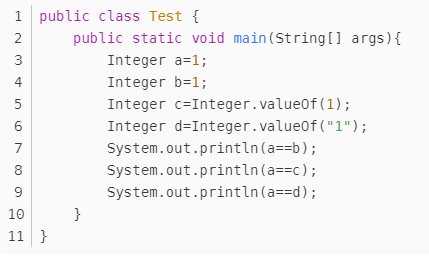 1 public class Test {
2     public static void main(String[] args){
3         Integer a=1;
4         Integer b=1;
5         Integer c=Integer.valueOf(1);
6         Integer d=Integer.valueOf("1");
7         System.out.println(a==b);
8         System.out.println(a==c);
9         System.out.println(a==d);
10     }
11 }